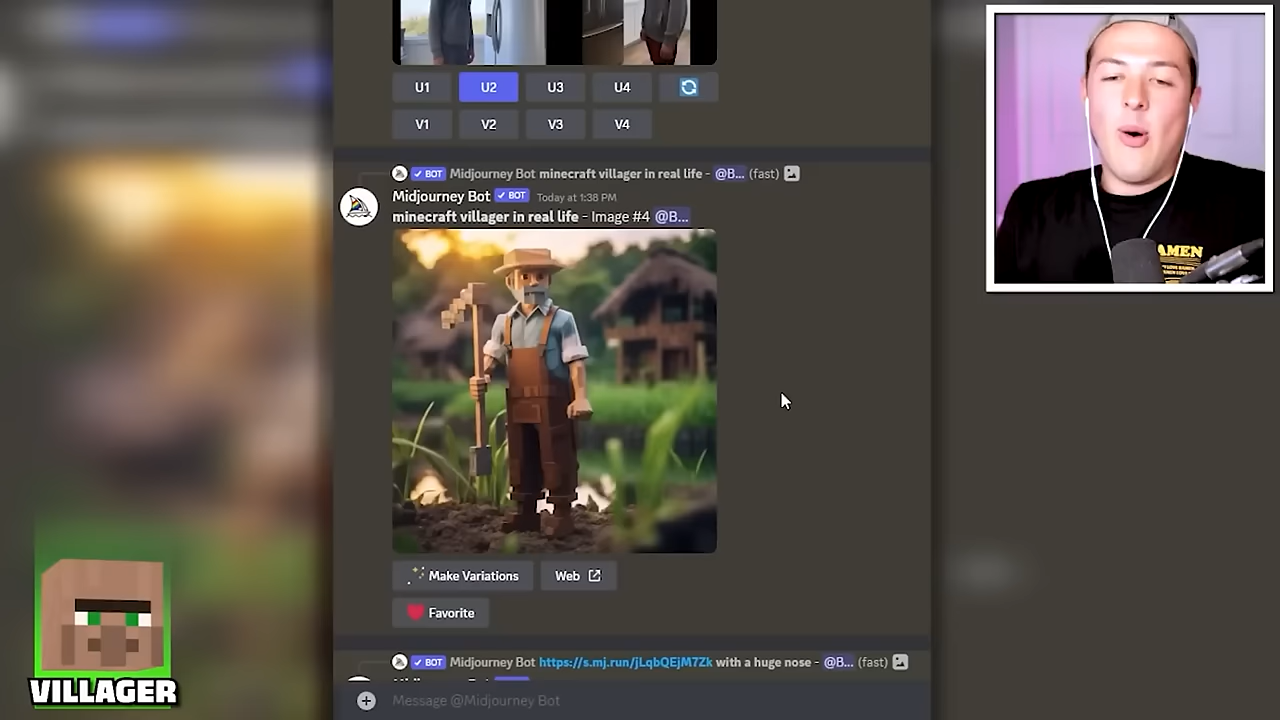 U1 U2 U3 U4
V1 V2 V3 V4
BOT Midjourney Bot minecraft villager in real life - @B... (fast)
Midjourney Bot BOT Today at 1:38 PM
minecraft villager in real life - Image #4 @B...
AMEN
Make Variations Web
Favorite
BOT Midjourney Bot https://s.mj.run/jLqbQEjM7Zk with a huge nose - @B... (fast)
Message @Midjourney Bot
VILLAGER